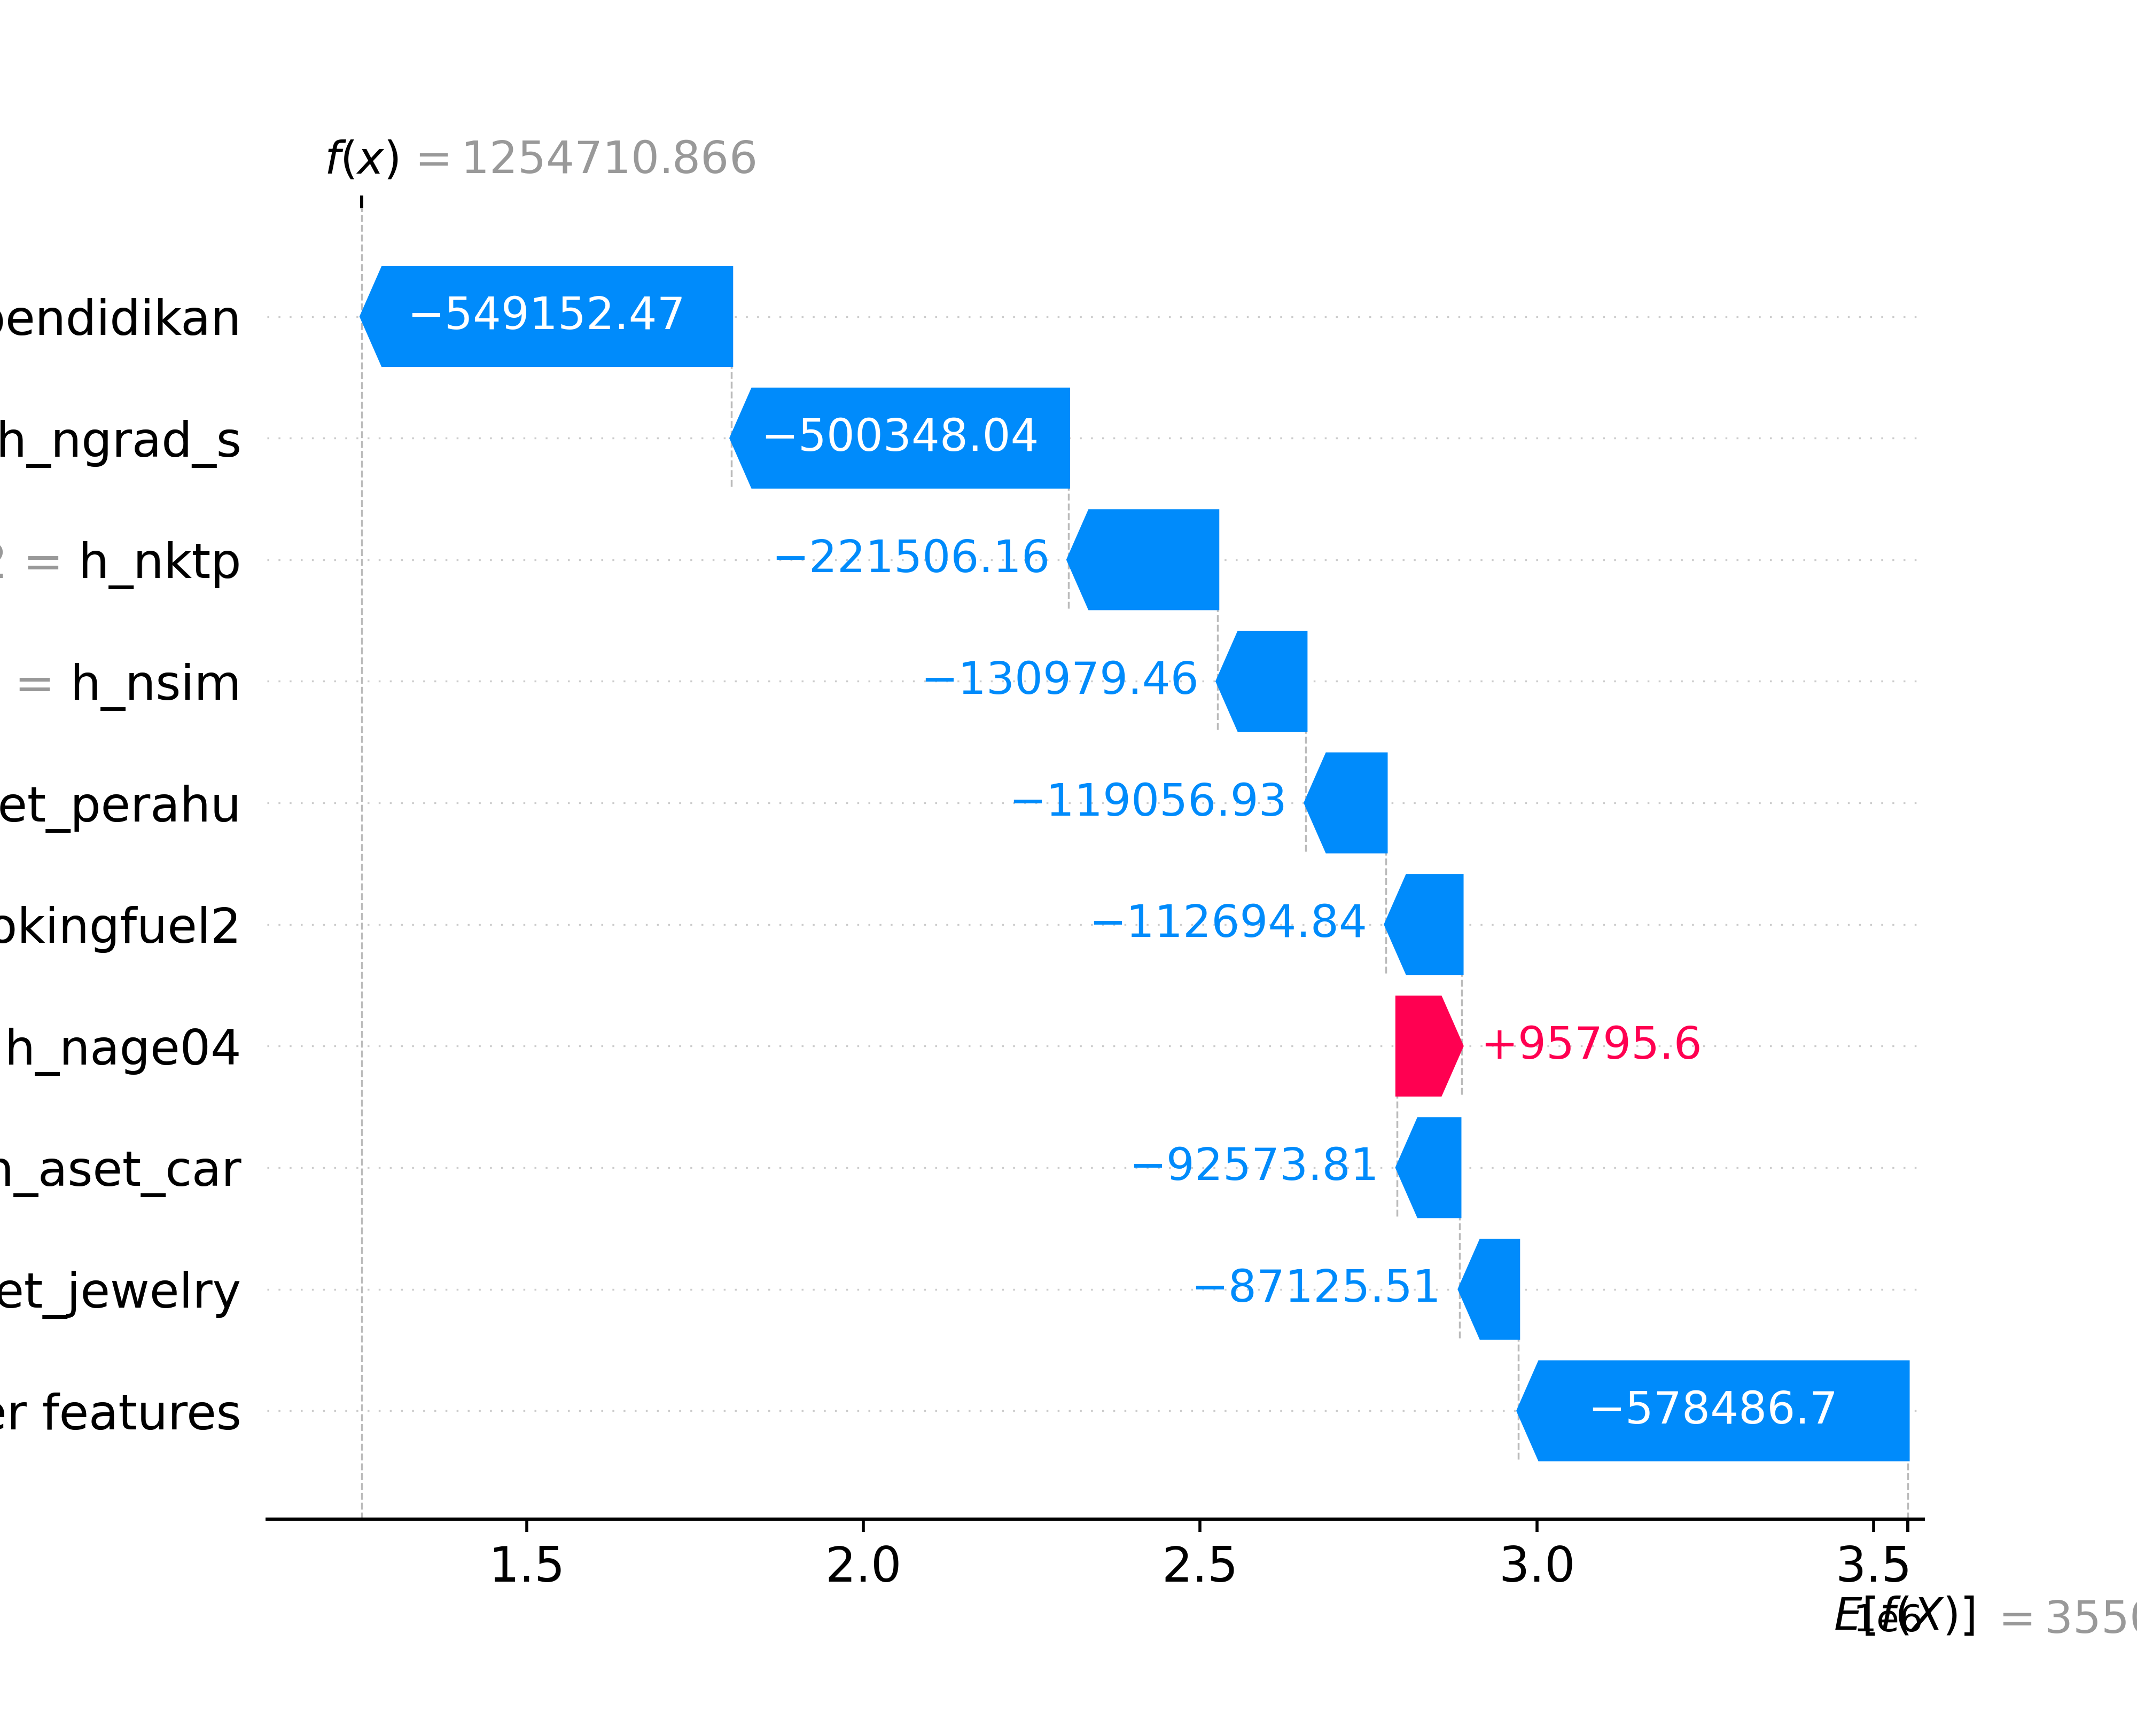 f(x) = 1254710.866
pendidikan −549152.47
h_ngrad_s −500348.04
= h_nktp −221506.16
= h_nsim −130979.46
et_perahu −119056.93
okingfuel2 −112694.84
h_nage04 +95795.6
h_aset_car −92573.81
et_jewelry −87125.51
er features −578486.7
1.5 2.0 2.5 3.0 3.5
1e6
E[f(X)] = 3550